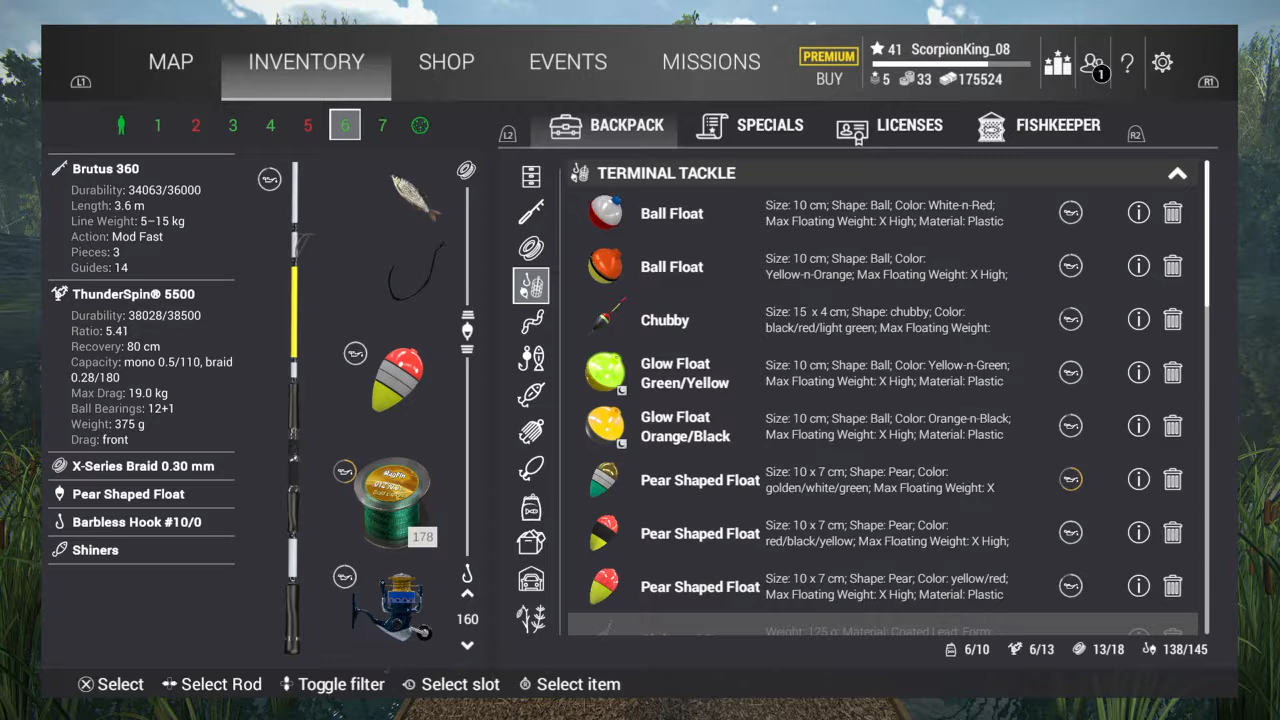 MAP
INVENTORY
SHOP
EVENTS
MISSIONS
PREMIUM
BUY
41 ScorpionKing_08
5 33 175524
1
?
L1
R1
1 2 3 4 5 6 7
L2
BACKPACK
SPECIALS
LICENSES
FISHKEEPER
R2
Brutus 360
Durability: 34063/36000
Length: 3.6 m
Line Weight: 5–15 kg
Action: Mod Fast
Pieces: 3
Guides: 14
ThunderSpin® 5500
Durability: 38028/38500
Ratio: 5.41
Recovery: 80 cm
Capacity: mono 0.5/110, braid
0.28/180
Max Drag: 19.0 kg
Ball Bearings: 12+1
Weight: 375 g
Drag: front
X-Series Braid 0.30 mm
Pear Shaped Float
Barbless Hook #10/0
Shiners
178
160
TERMINAL TACKLE
Ball Float
Size: 10 cm; Shape: Ball; Color: White-n-Red;
Max Floating Weight: X High; Material: Plastic
Ball Float
Size: 10 cm; Shape: Ball; Color:
Yellow-n-Orange; Max Floating Weight: X High;
Chubby
Size: 15 x 4 cm; Shape: chubby; Color:
black/red/light green; Max Floating Weight:
Glow Float
Green/Yellow
Size: 10 cm; Shape: Ball; Color: Yellow-n-Green;
Max Floating Weight: X High; Material: Plastic
Glow Float
Orange/Black
Size: 10 cm; Shape: Ball; Color: Orange-n-Black;
Max Floating Weight: X High; Material: Plastic
Pear Shaped Float
Size: 10 x 7 cm; Shape: Pear; Color:
golden/white/green; Max Floating Weight: X
Pear Shaped Float
Size: 10 x 7 cm; Shape: Pear; Color:
red/black/yellow; Max Floating Weight: X High;
Pear Shaped Float
Size: 10 x 7 cm; Shape: Pear; Color: yellow/red;
Max Floating Weight: X High; Material: Plastic
Weight: 125 g; Material: Coated Lead; Form:
6/10 6/13 13/18 138/145
Select
Select Rod
Toggle filter
Select slot
Select item